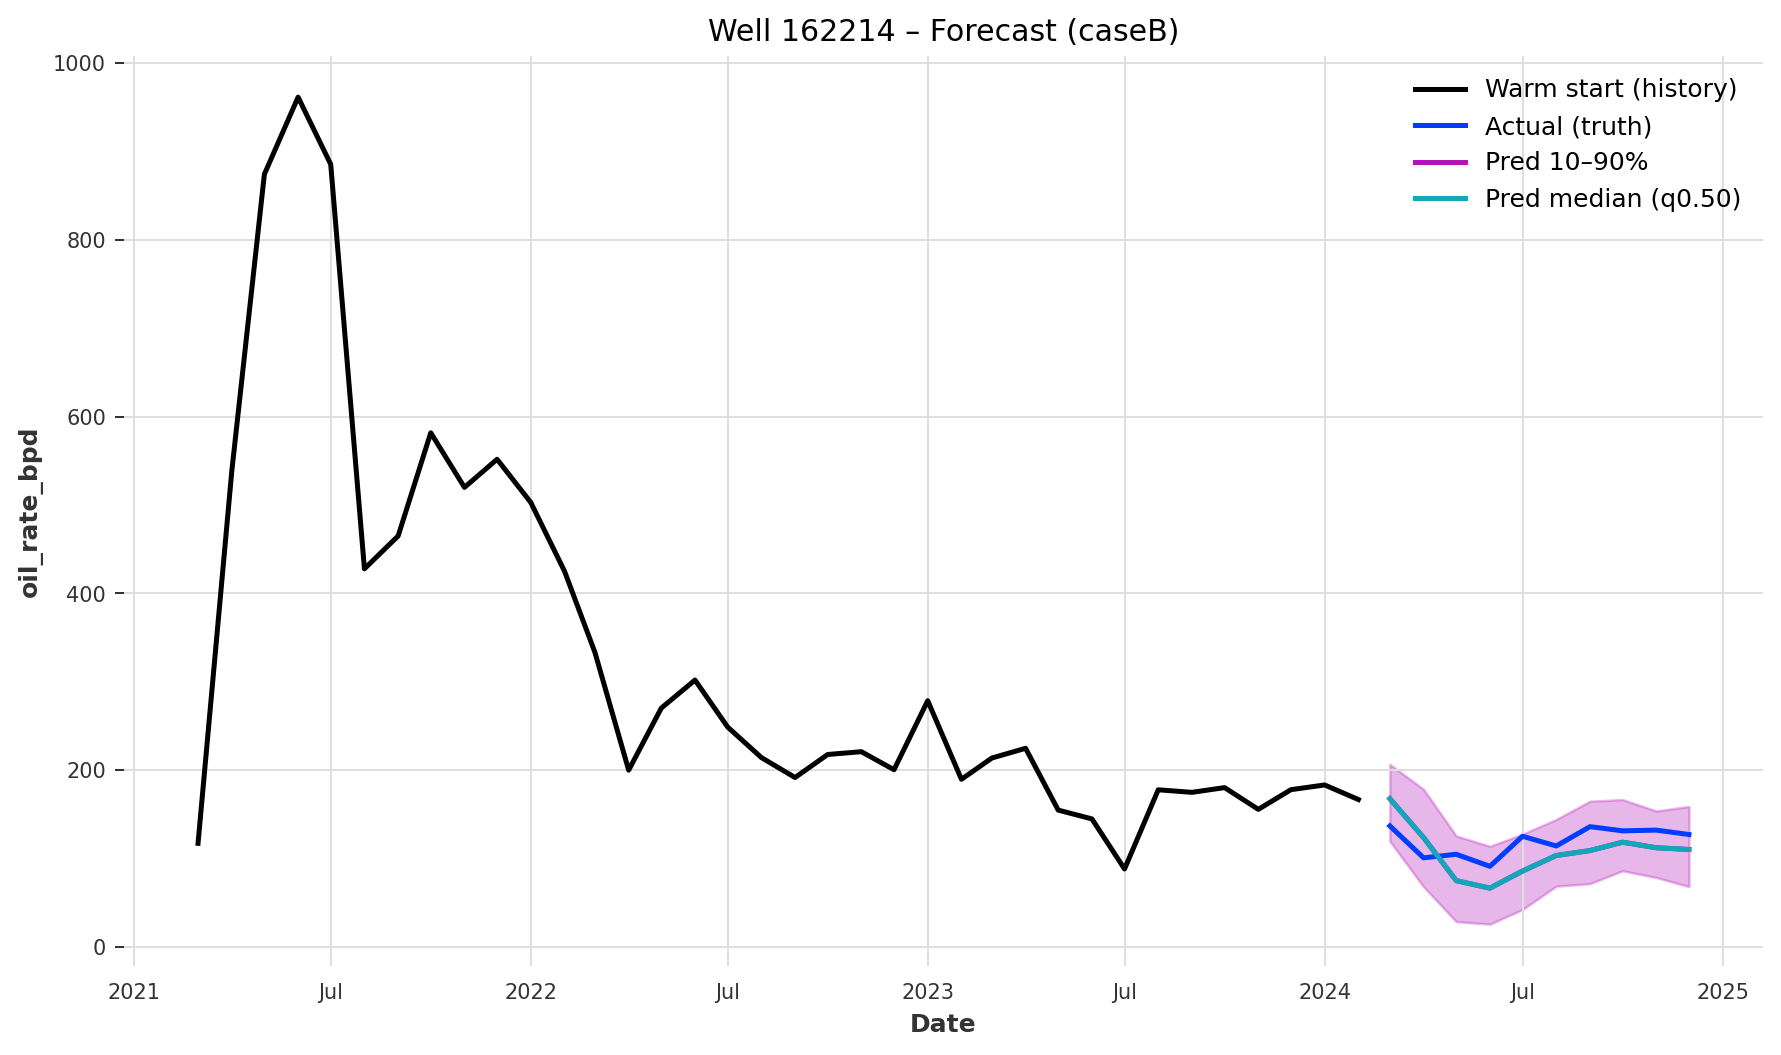 Well 162214 – Forecast (caseB)
Warm start (history)
Actual (truth)
Pred 10–90%
Pred median (q0.50)
oil_rate_bpd
1000
800
600
400
200
0
2021
Jul
2022
Jul
2023
Jul
2024
Jul
2025
Date